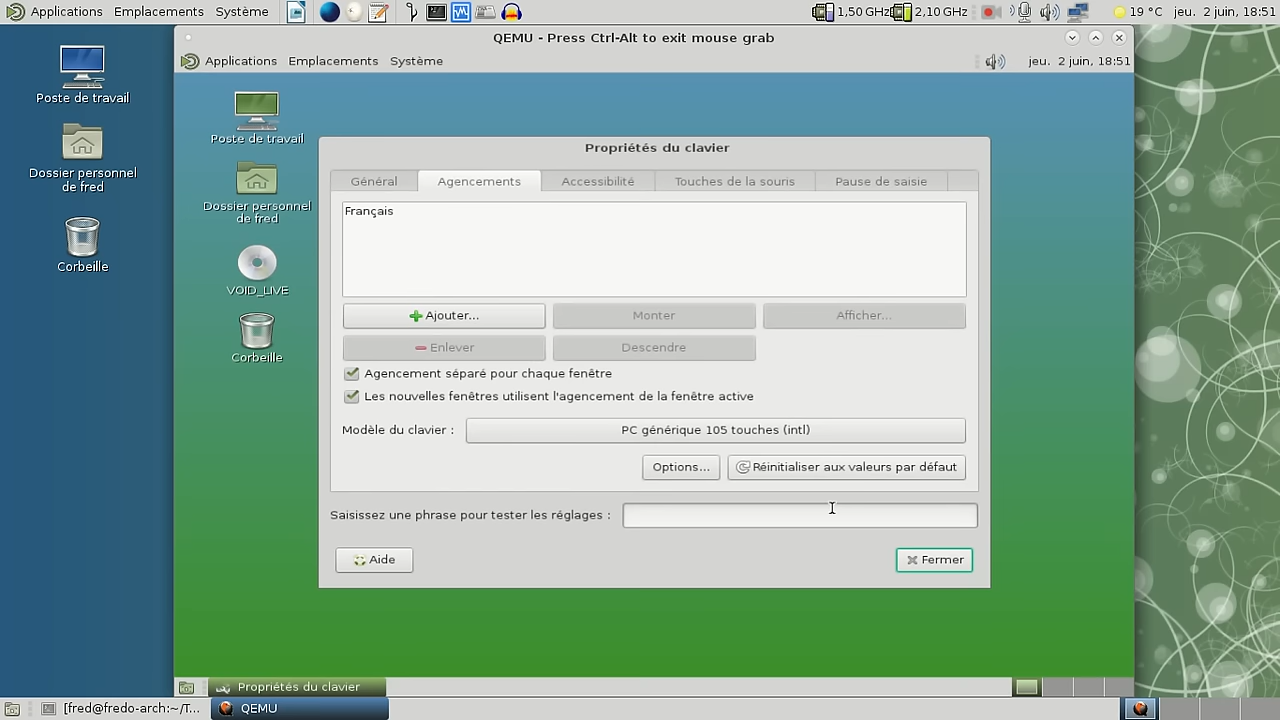 Applications Emplacements Système 1,50 GHz 2,10 GHz 19 °C jeu. 2 juin, 18:51
QEMU - Press Ctrl-Alt to exit mouse grab
Applications Emplacements Système jeu. 2 juin, 18:51
Poste de travail
Dossier personnel
de fred
Corbeille
Poste de travail
Dossier personnel
de fred
VOID_LIVE
Corbeille
Propriétés du clavier
Général Agencements Accessibilité Touches de la souris Pause de saisie
Français
Ajouter... Monter Afficher...
Enlever Descendre
Agencement séparé pour chaque fenêtre
Les nouvelles fenêtres utilisent l'agencement de la fenêtre active
Modèle du clavier : PC générique 105 touches (intl)
Options... Réinitialiser aux valeurs par défaut
Saisissez une phrase pour tester les réglages :
Aide Fermer
Propriétés du clavier
[fred@fredo-arch:~/T... QEMU